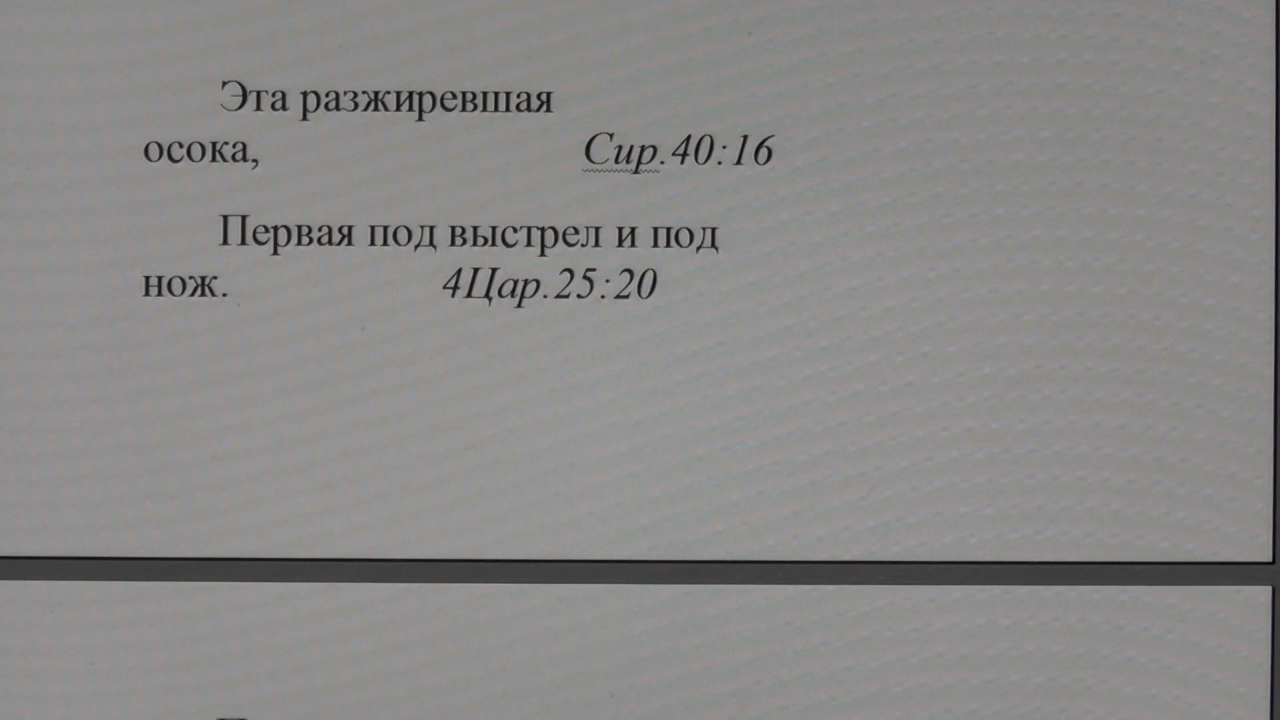 Эта разжиревшая
осока, Сир.40:16
Первая под выстрел и под
нож. 4Цар.25:20